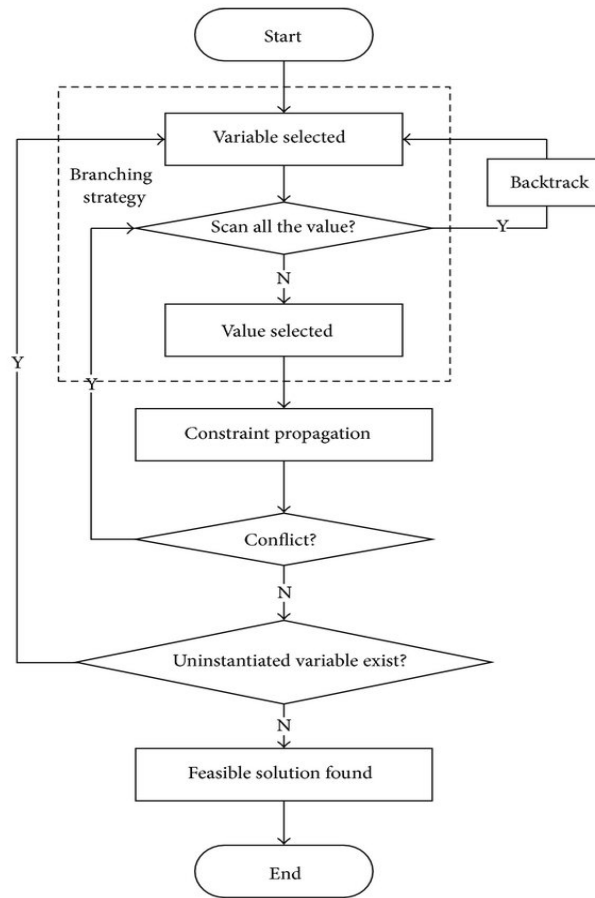 Start
Variable selected
Branching
strategy
Backtrack
Scan all the value?
Y
N
Value selected
Y
Y
Constraint propagation
Conflict?
N
Uninstantiated variable exist?
N
Feasible solution found
End